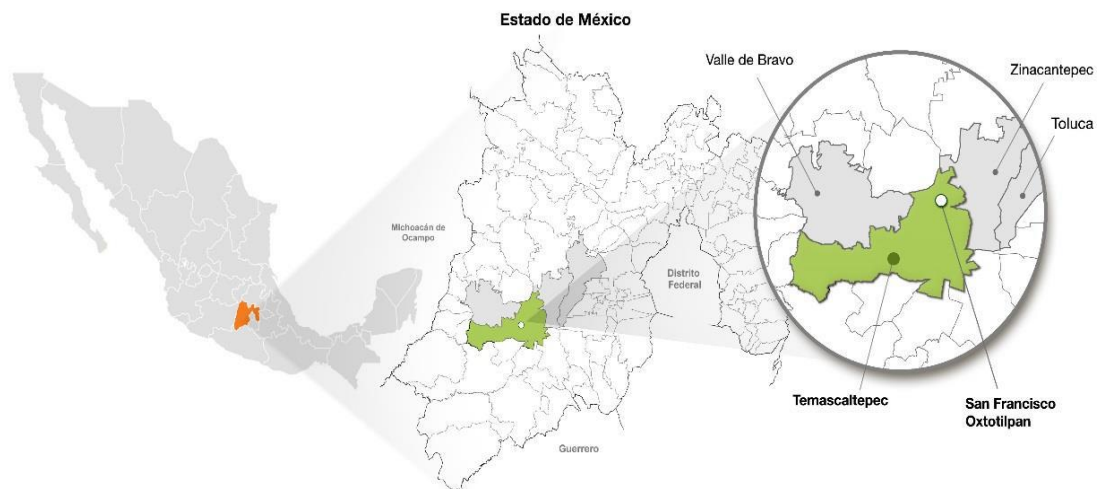 Estado de México
Valle de Bravo
Zinacantepec
Toluca
Michoacán de
Ocampo
Distrito
Federal
Temascaltepec
San Francisco
Oxtotilpan
Guerrero